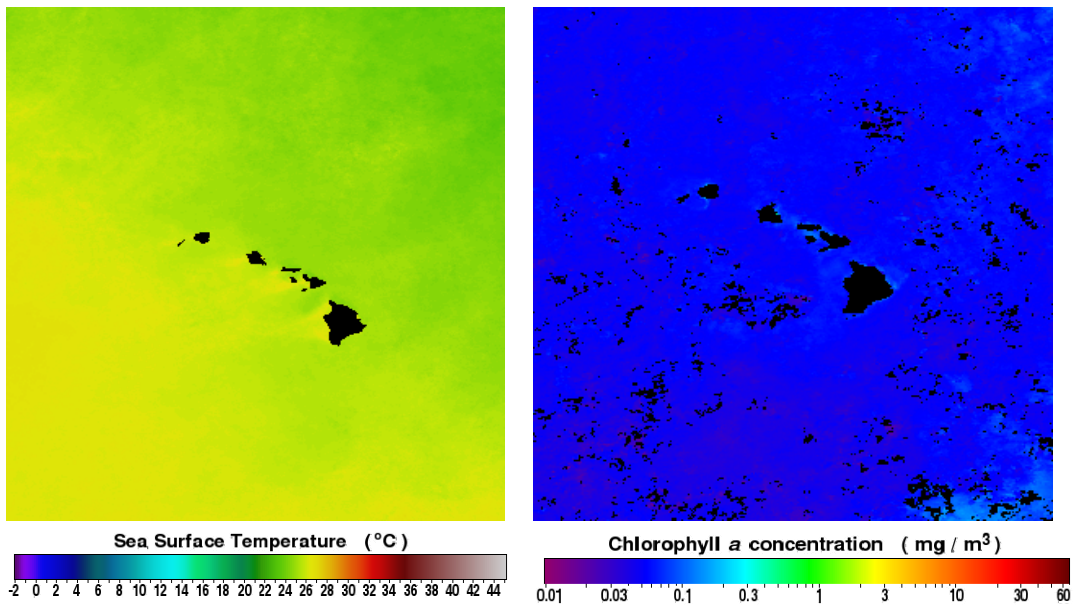 Sea Surface Temperature (°C)
-2 0 2 4 6 8 10 12 14 16 18 20 22 24 26 28 30 32 34 36 38 40 42 44
Chlorophyll a concentration ( mg / m³ )
0.01 0.03 0.1 0.3 1 3 10 30 60